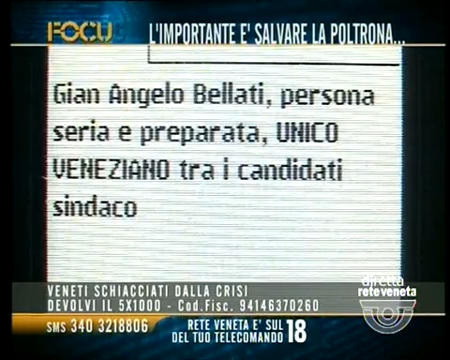 FOCU
L'IMPORTANTE E' SALVARE LA POLTRONA...
Gian Angelo Bellati, persona
seria e preparata, UNICO
VENEZIANO tra i candidati
sindaco
diretta
reteveneta
VENETI SCHIACCIATI DALLA CRISI
DEVOLVI IL 5X1000 - Cod.Fisc. 94146370260
SMS 340 3218806
RETE VENETA E' SUL
DEL TUO TELECOMANDO
18